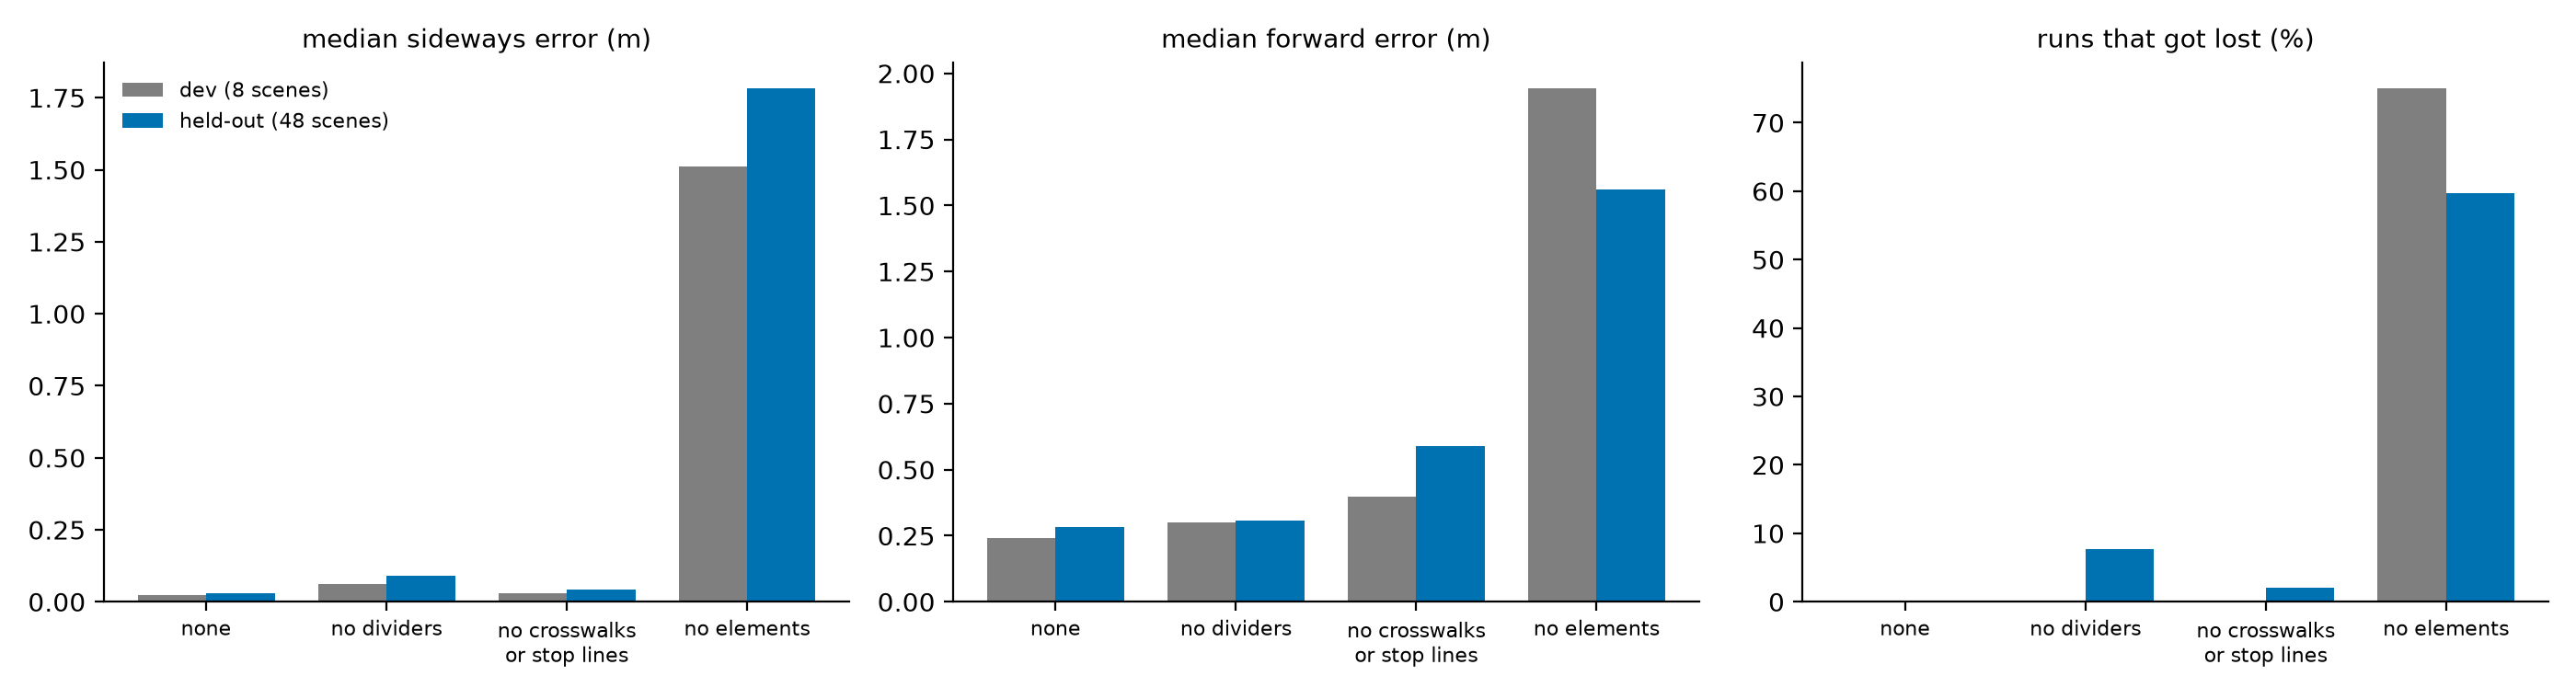 median sideways error (m)
dev (8 scenes)
held-out (48 scenes)
1.75
1.50
1.25
1.00
0.75
0.50
0.25
0.00
none
no dividers
no crosswalks
or stop lines
no elements
median forward error (m)
2.00
1.75
1.50
1.25
1.00
0.75
0.50
0.25
0.00
none
no dividers
no crosswalks
or stop lines
no elements
runs that got lost (%)
70
60
50
40
30
20
10
0
none
no dividers
no crosswalks
or stop lines
no elements